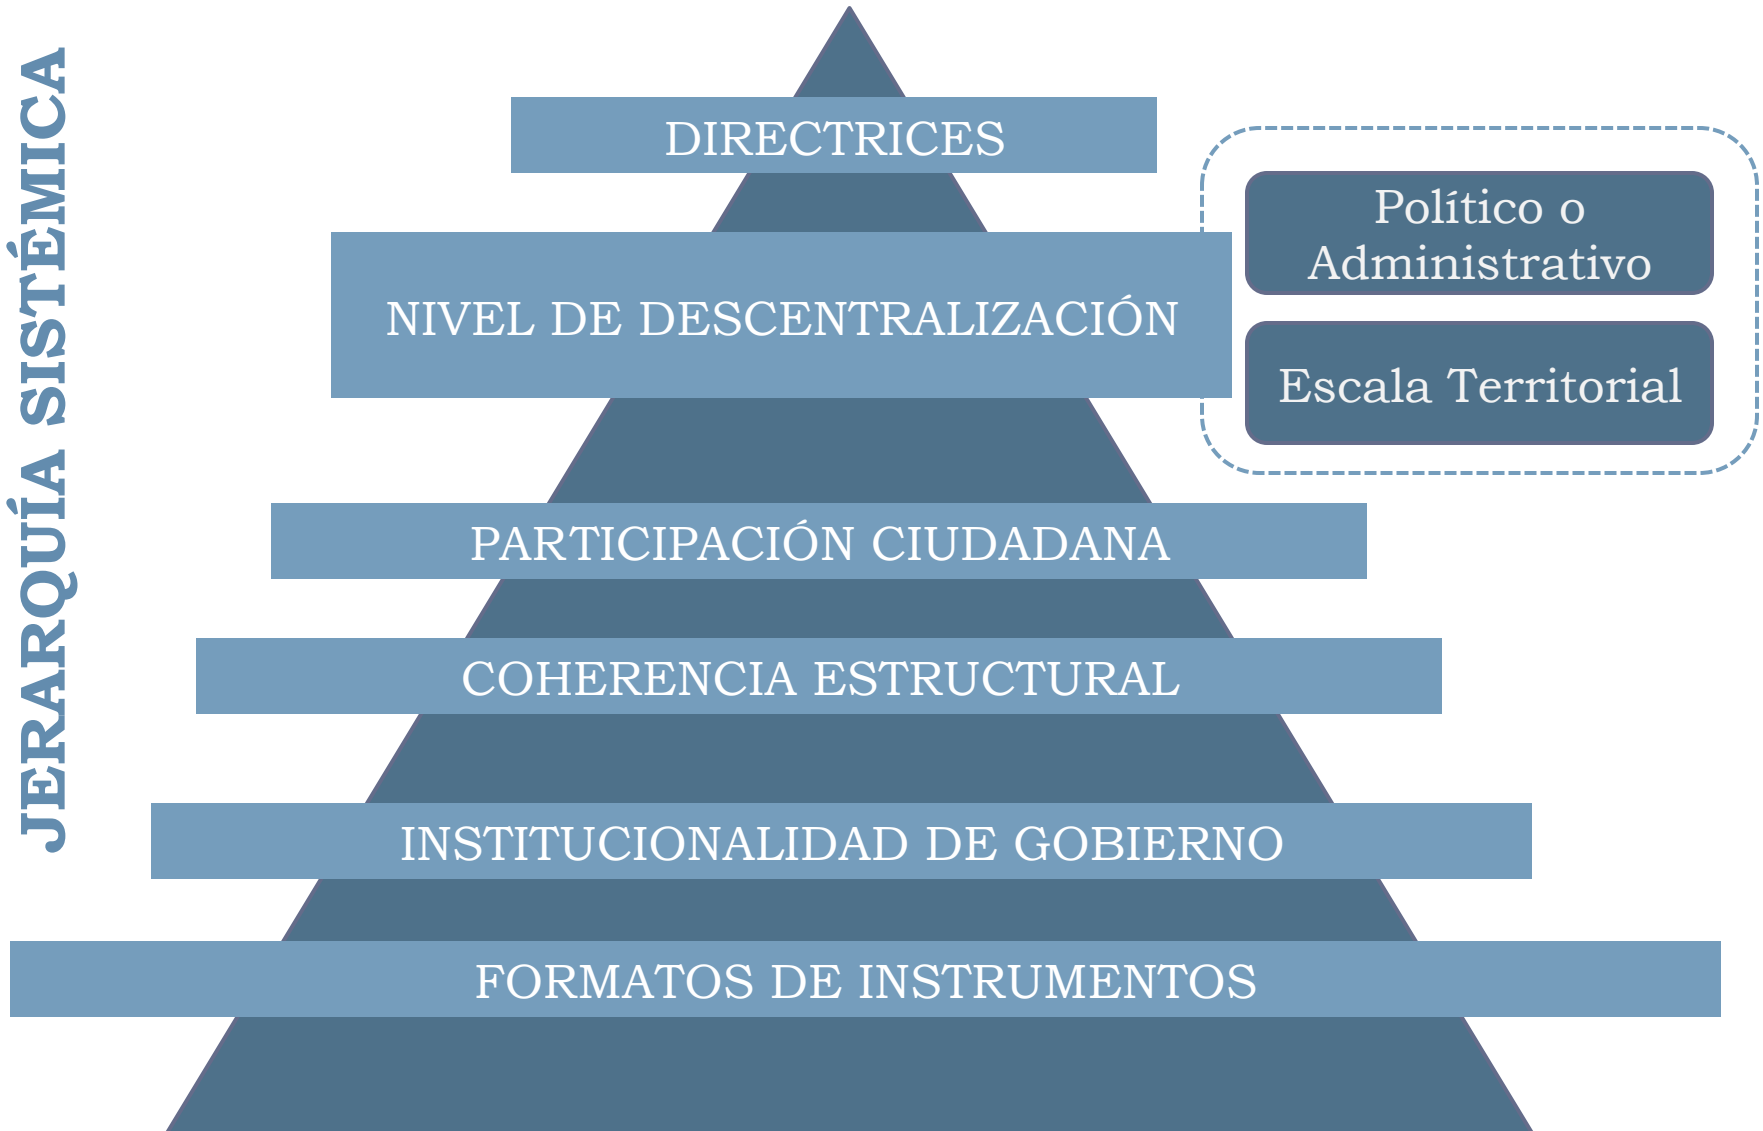 JERARQUÍA SISTÉMICA
DIRECTRICES
NIVEL DE DESCENTRALIZACIÓN
Político o
Administrativo
Escala Territorial
PARTICIPACIÓN CIUDADANA
COHERENCIA ESTRUCTURAL
INSTITUCIONALIDAD DE GOBIERNO
FORMATOS DE INSTRUMENTOS